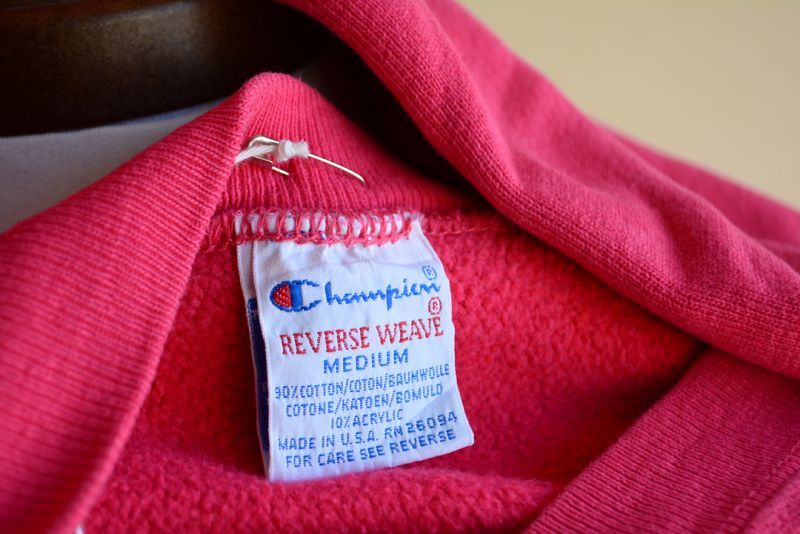 Champion®
REVERSE WEAVE®
MEDIUM
90% COTTON/COTON/BAUMWOLLE
COTONE/KATOEN/BOMULD
10% ACRYLIC
MADE IN U.S.A. RN 26094
FOR CARE SEE REVERSE